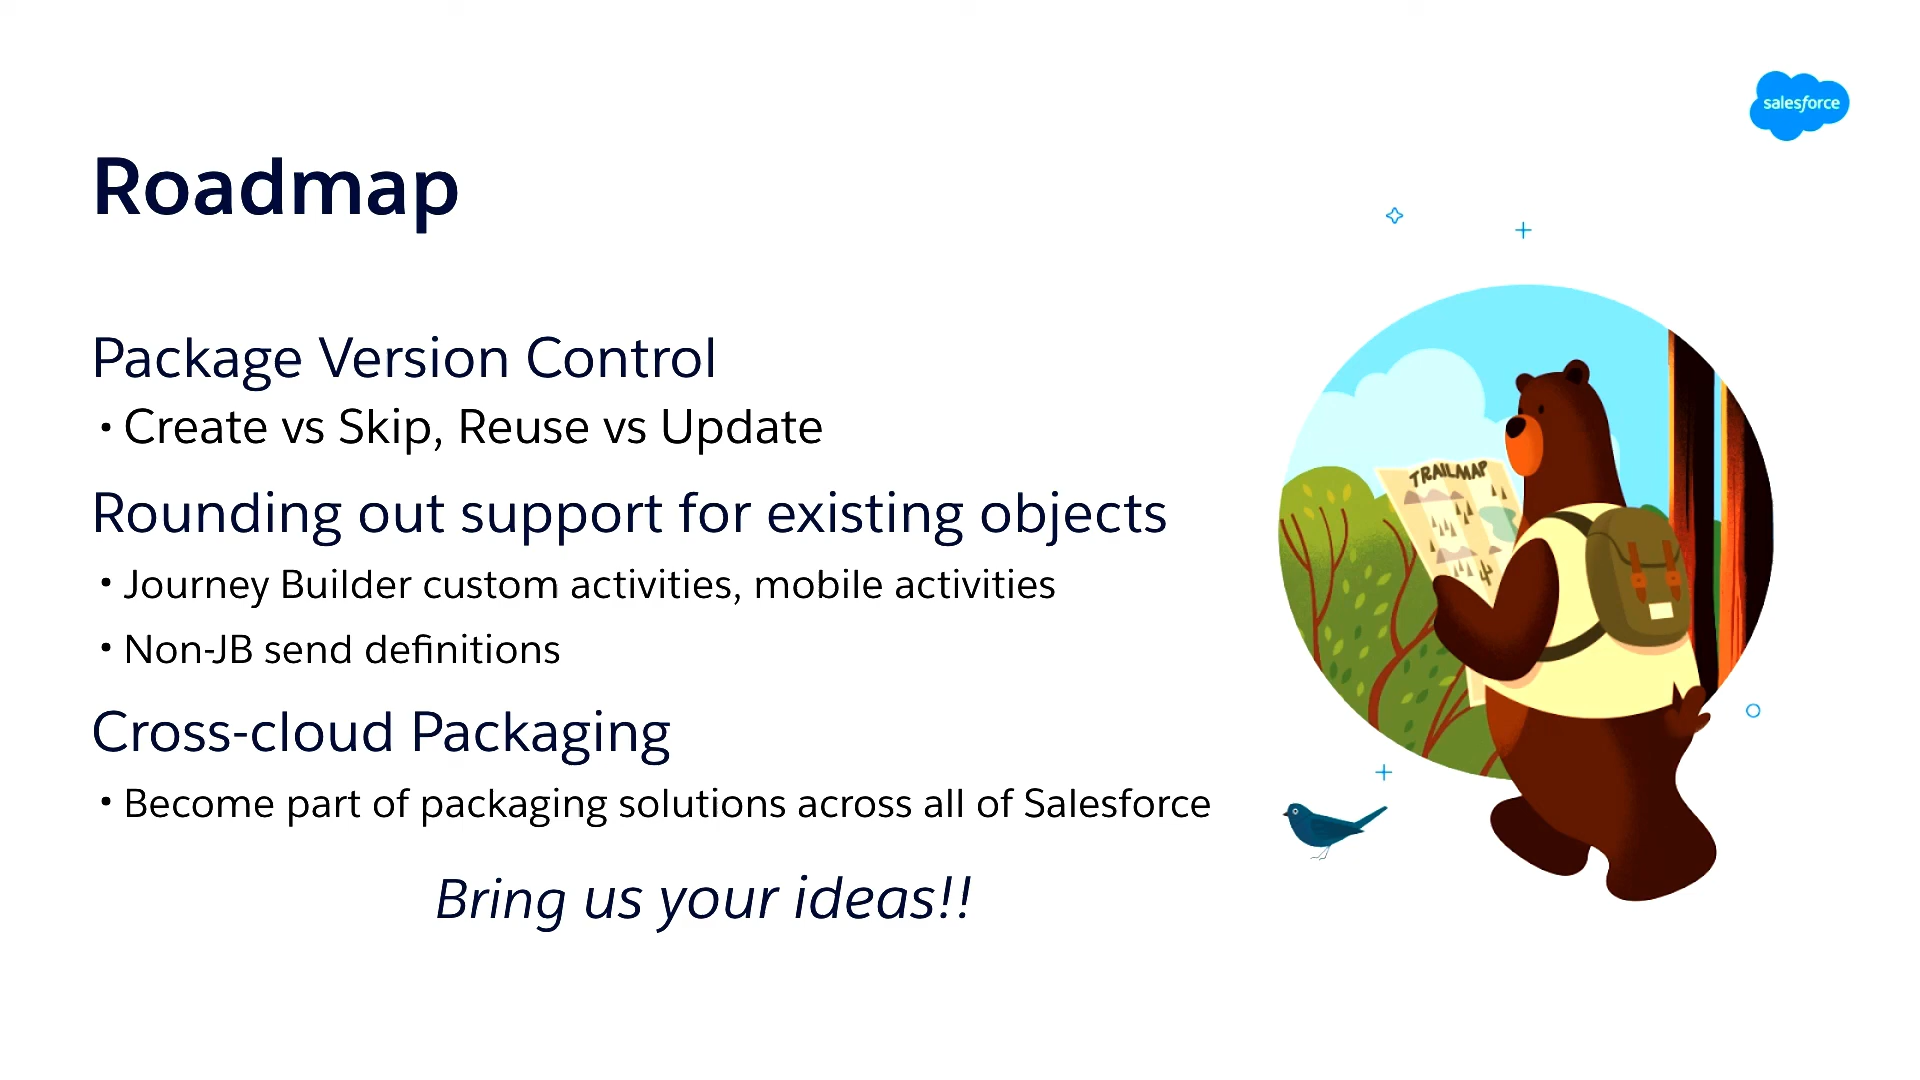 salesforce
Roadmap
Package Version Control
• Create vs Skip, Reuse vs Update
Rounding out support for existing objects
• Journey Builder custom activities, mobile activities
• Non-JB send definitions
Cross-cloud Packaging
• Become part of packaging solutions across all of Salesforce
Bring us your ideas!!
TRAILMAP